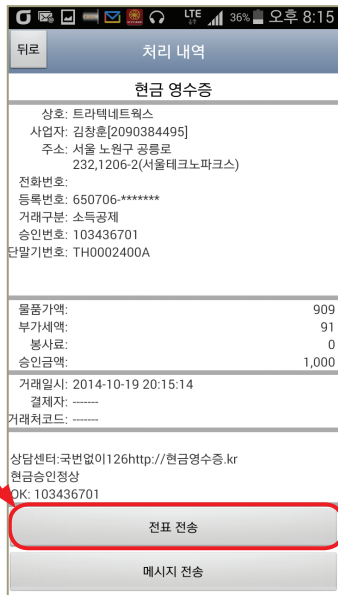 LTE 36% 오후 8:15
뒤로 처리 내역
현금 영수증
상호: 트라텍네트웍스
사업자: 김창훈[2090384495]
주소: 서울 노원구 공릉로
232,1206-2(서울테크노파크스)
전화번호:
등록번호: 650706-*******
거래구분: 소득공제
승인번호: 103436701
단말기번호: TH0002400A
물품가액: 909
부가세액: 91
봉사료: 0
승인금액: 1,000
거래일시: 2014-10-19 20:15:14
결제자: -------
거래처코드: -------
상담센터:국번없이126http://현금영수증.kr
현금승인정상
OK: 103436701
전표 전송
메시지 전송